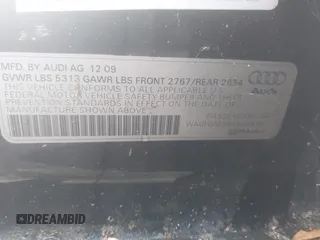 MFD. BY AUDI AG 12 09
GVWR LBS 5313 GAWR LBS FRONT 2767/REAR
THIS VEHICLE CONFORMS TO ALL APPLICABLE U.S.
FEDERAL MOTOR VEHICLE SAFETY BUMPER AND THEFT
PREVENTION STANDARDS IN EFFECT ON THE DATE OF
MANUFACTURE SHOWN ABOVE.
Audi
DREAMBID